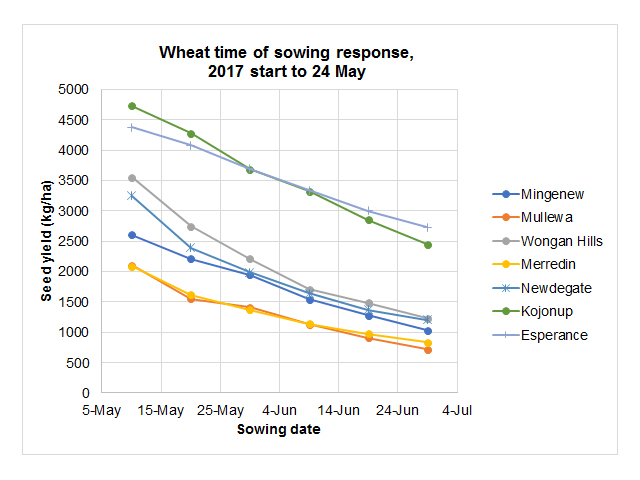 Wheat time of sowing response,
2017 start to 24 May
5000
4500
4000
3500
3000
2500
2000
1500
1000
500
0
Seed yield (kg/ha)
5-May 15-May 25-May 4-Jun 14-Jun 24-Jun 4-Jul
Sowing date
Mingenew
Mullewa
Wongan Hills
Merredin
Newdegate
Kojonup
Esperance